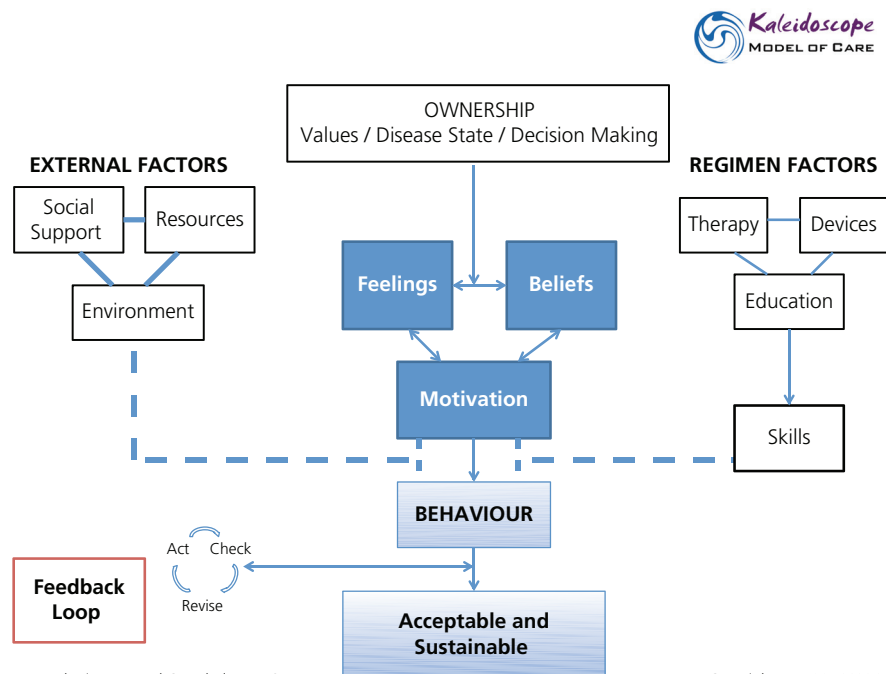 Kaleidoscope
MODEL OF CARE
OWNERSHIP
Values / Disease State / Decision Making
EXTERNAL FACTORS
Social
Support
Resources
Environment
REGIMEN FACTORS
Therapy
Devices
Education
Skills
Feelings
Beliefs
Motivation
BEHAVIOUR
Act
Check
Revise
Feedback
Loop
Acceptable and
Sustainable